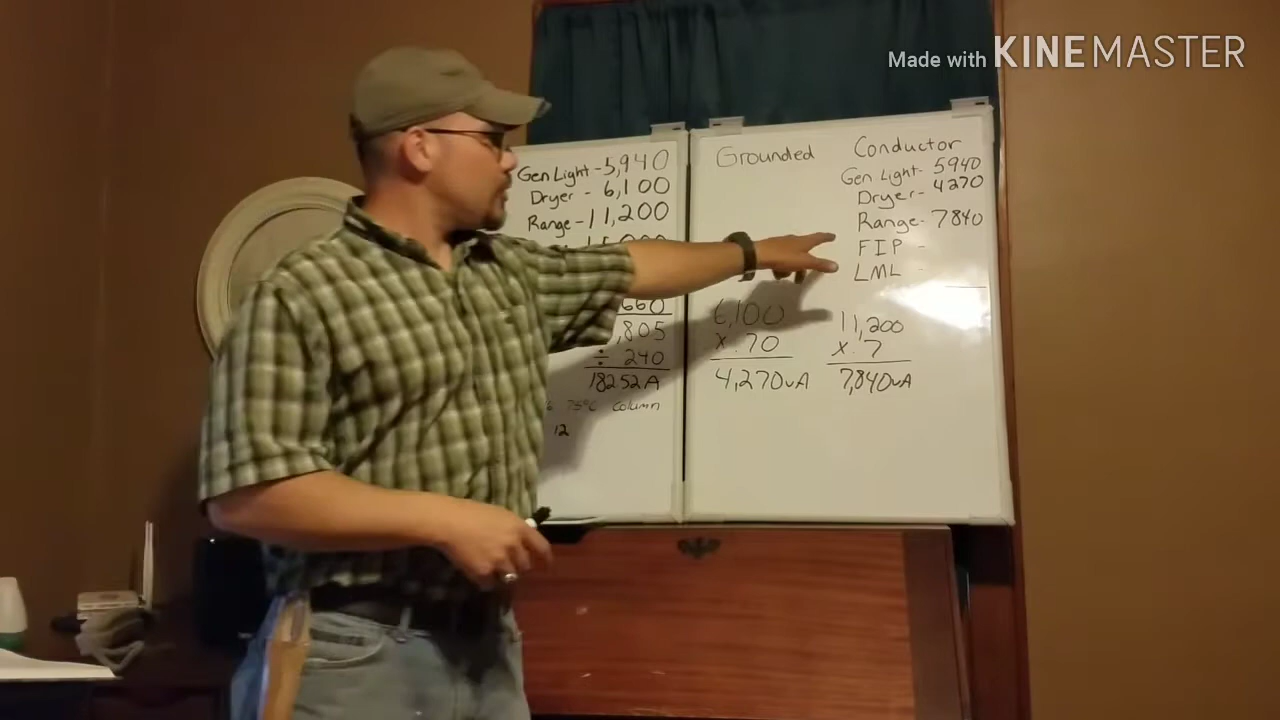 Made with KINEMASTER
Gen Light - 5,940
Dryer - 6,100
Range - 11,200
660
,805
÷ 240
18252A
75°C column
12
Grounded Conductor
Gen Light - 5940
Dryer - 4270
Range - 7840
FIP -
LML -
6,100
x .70
4,270vA
11,200
x .7
7,840vA